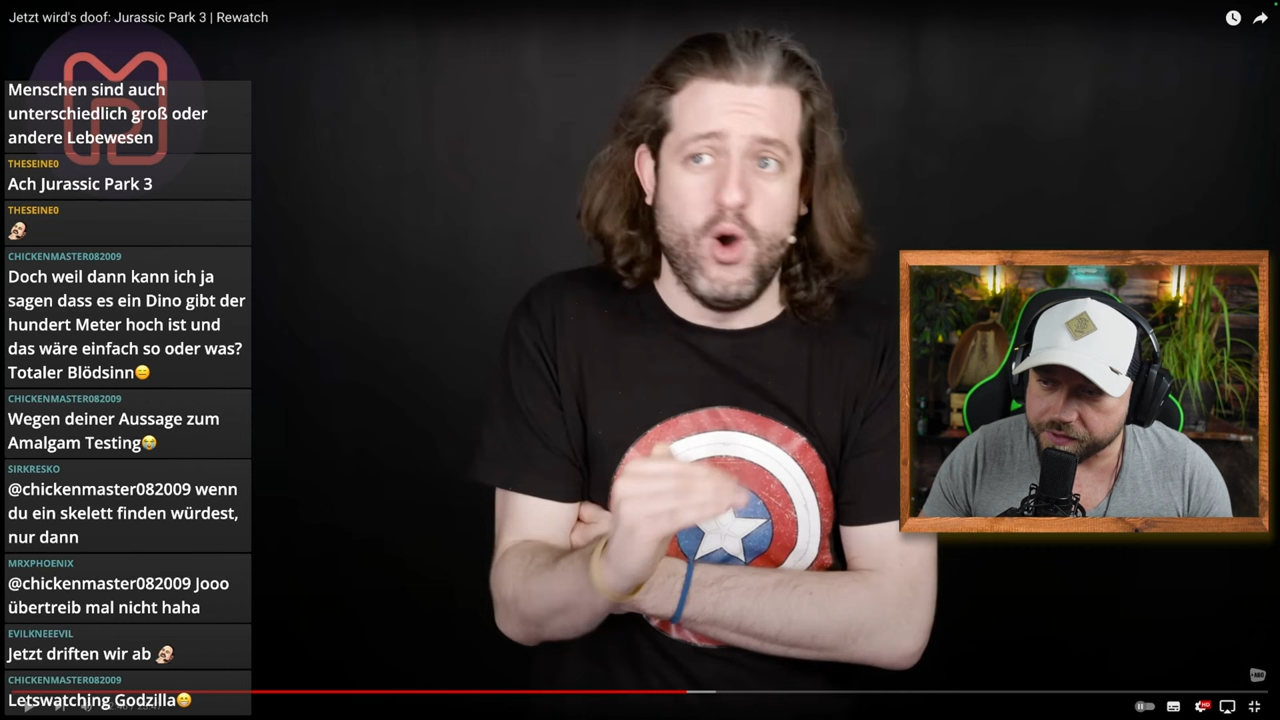 Jetzt wird's doof: Jurassic Park 3 | Rewatch
Menschen sind auch
unterschiedlich groß oder
andere Lebewesen
THESEINE0
Ach Jurassic Park 3
THESEINE0
CHICKENMASTER082009
Doch weil dann kann ich ja
sagen dass es ein Dino gibt der
hundert Meter hoch ist und
das wäre einfach so oder was?
Totaler Blödsinn😑
CHICKENMASTER082009
Wegen deiner Aussage zum
Amalgam Testing😭
SIRKRESKO
@chickenmaster082009 wenn
du ein skelett finden würdest,
nur dann
MRXPHOENIX
@chickenmaster082009 Jooo
übertreib mal nicht haha
EVILKNEEEVIL
Jetzt driften wir ab
CHICKENMASTER082009
Letswatching Godzilla😁
HD